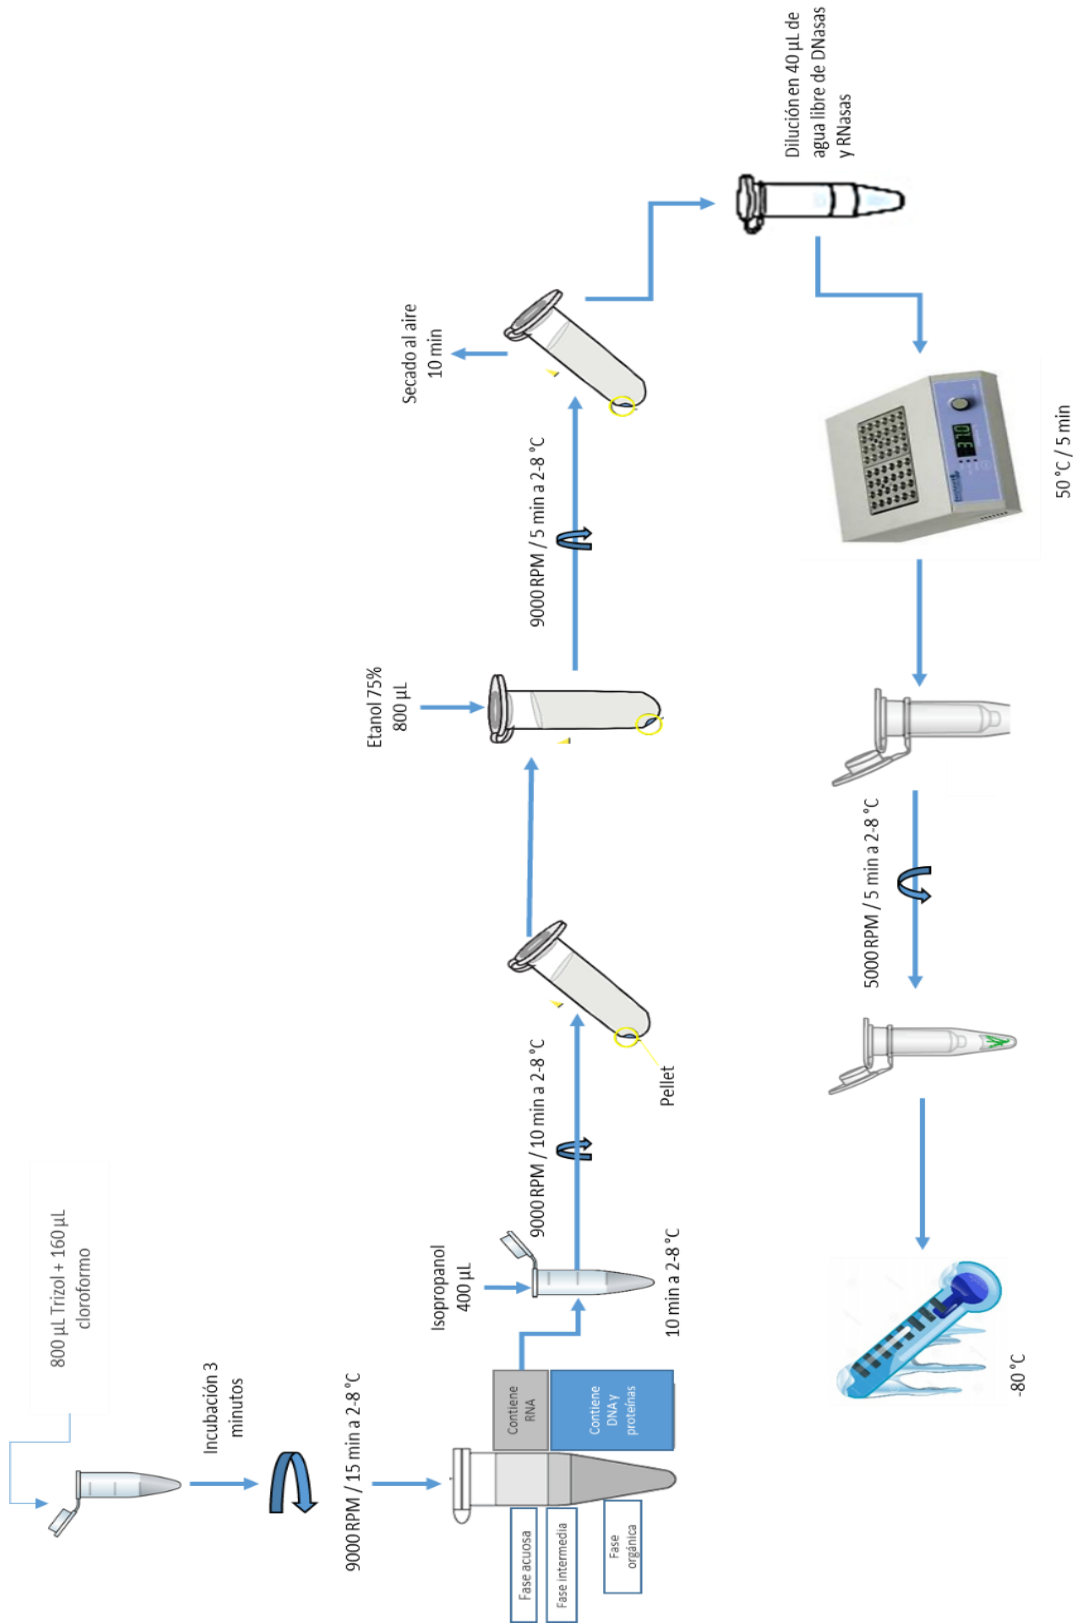 800 µL Trizol + 160 µL
cloroformo
Incubación 3
minutos
9000 RPM / 15 min a 2-8 °C
Fase acuosa
Fase intermedia
Fase
orgánica
Contiene
RNA
Contiene
DNA y
proteínas
Isopropanol
400 µL
10 min a 2-8 °C
9000 RPM / 10 min a 2-8 °C
Pellet
Etanol 75%
800 µL
9000 RPM / 5 min a 2-8 °C
Secado al aire
10 min
Dilución en 40 µL de
agua libre de DNasas
y RNasas
50 °C / 5 min
5000 RPM / 5 min a 2-8 °C
-80 °C